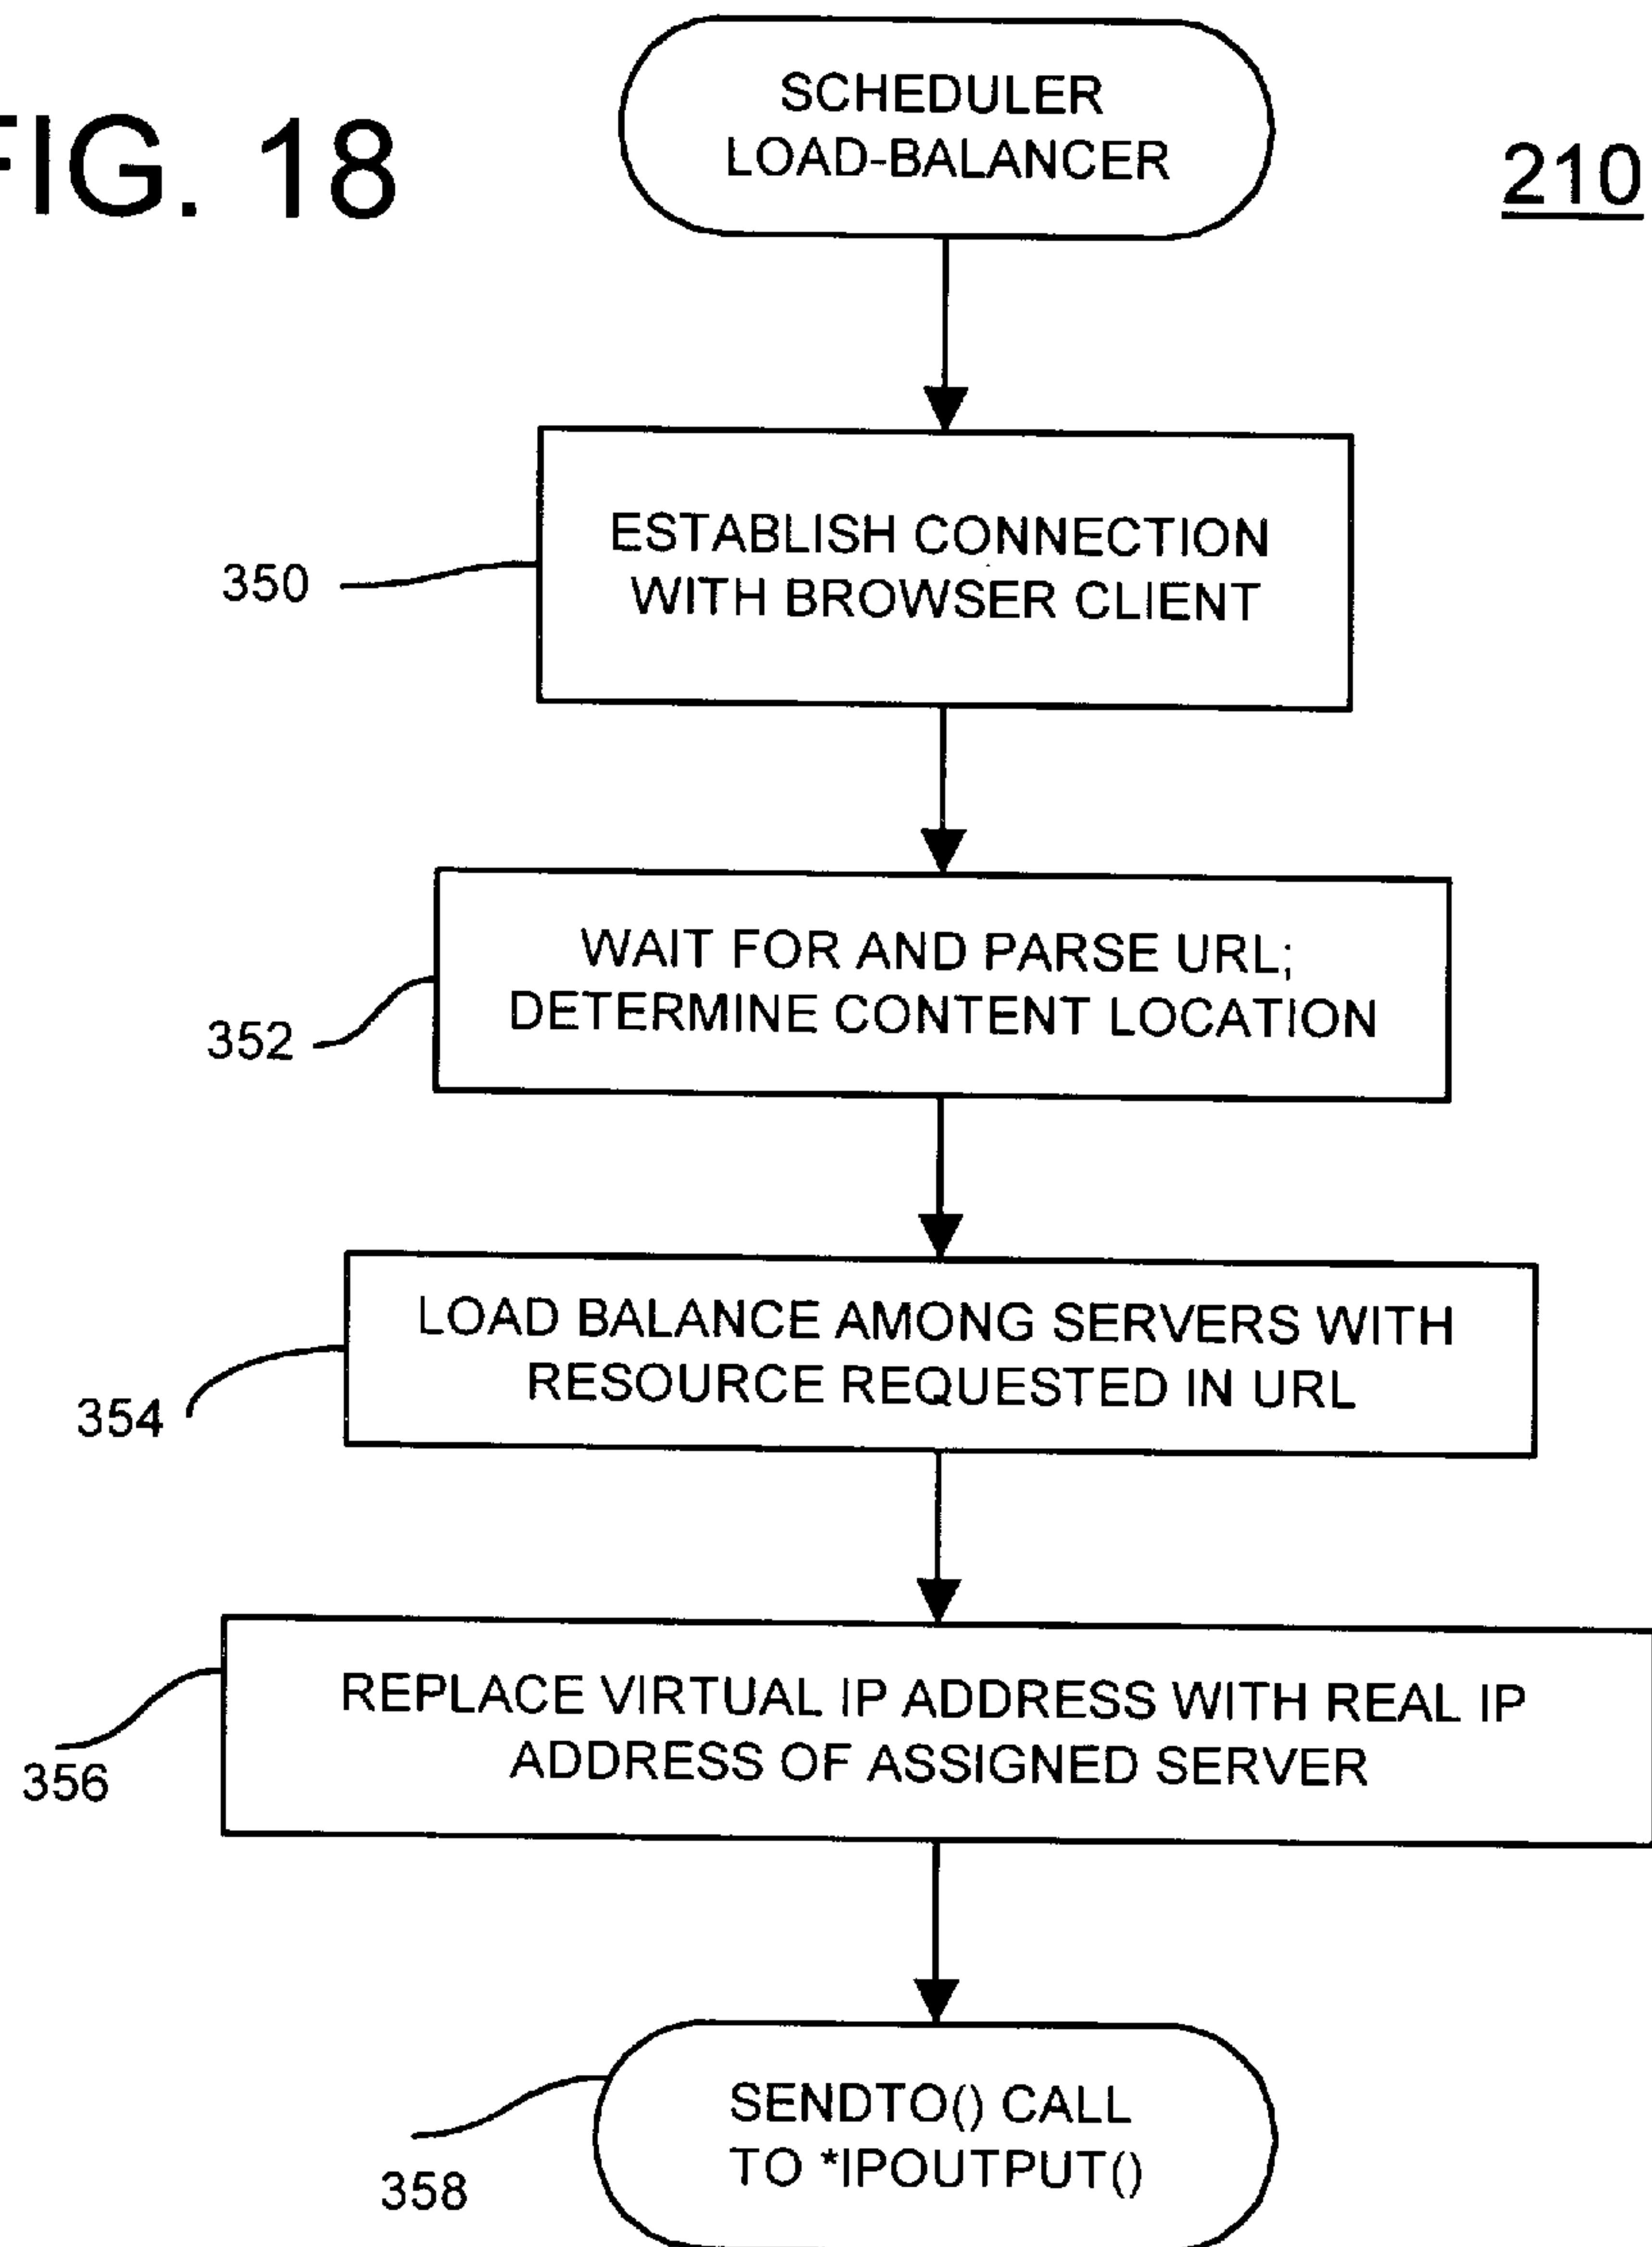 FIG. 18
SCHEDULER
LOAD-BALANCER
210
ESTABLISH CONNECTION
WITH BROWSER CLIENT
350
WAIT FOR AND PARSE URL;
DETERMINE CONTENT LOCATION
352
LOAD BALANCE AMONG SERVERS WITH
RESOURCE REQUESTED IN URL
354
REPLACE VIRTUAL IP ADDRESS WITH REAL IP
ADDRESS OF ASSIGNED SERVER
356
SENDTO() CALL
TO *IPOUTPUT()
358